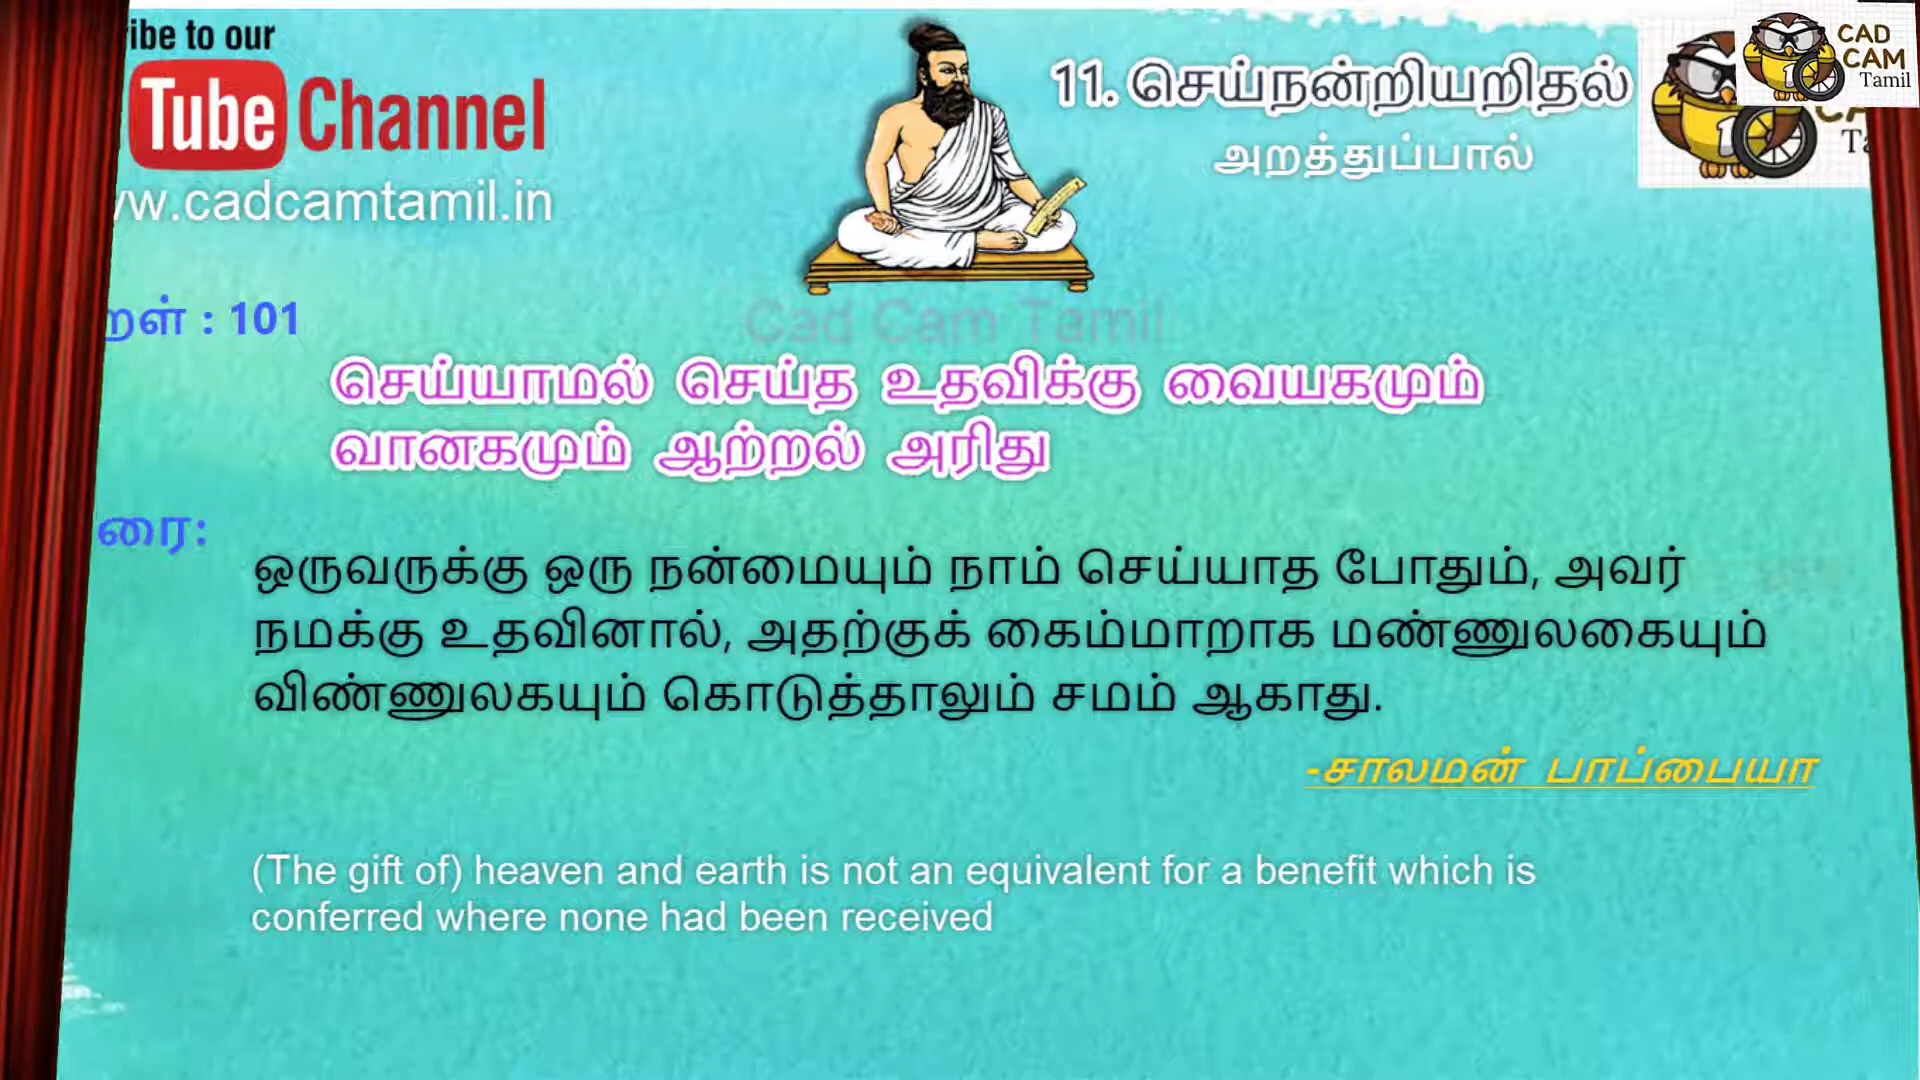 ibe to our
Tube Channel
w.cadcamtamil.in
11. செய்நன்றியறிதல்
அறத்துப்பால்
CAD
CAM
Tamil
Cad Cam Tamil
றள் : 101
செய்யாமல் செய்த உதவிக்கு வையகமும்
வானகமும் ஆற்றல் அரிது
ரை:
ஒருவருக்கு ஒரு நன்மையும் நாம் செய்யாத போதும், அவர்
நமக்கு உதவினால், அதற்குக் கைம்மாறாக மண்ணுலகையும்
விண்ணுலகயும் கொடுத்தாலும் சமம் ஆகாது.
-சாலமன் பாப்பையா
(The gift of) heaven and earth is not an equivalent for a benefit which is
conferred where none had been received